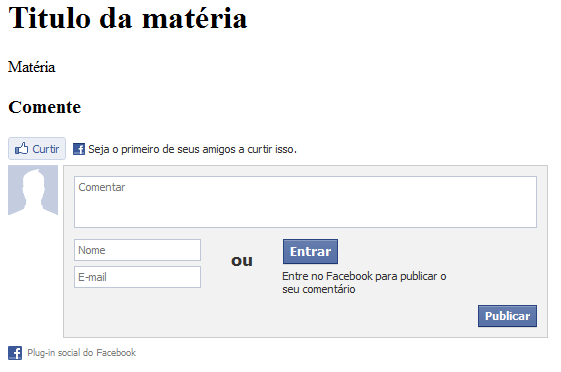 Titulo da matéria
Matéria
Comente
Curtir
Seja o primeiro de seus amigos a curtir isso.
Comentar
Nome
E-mail
ou
Entrar
Entre no Facebook para publicar o
seu comentário
Publicar
Plug-in social do Facebook